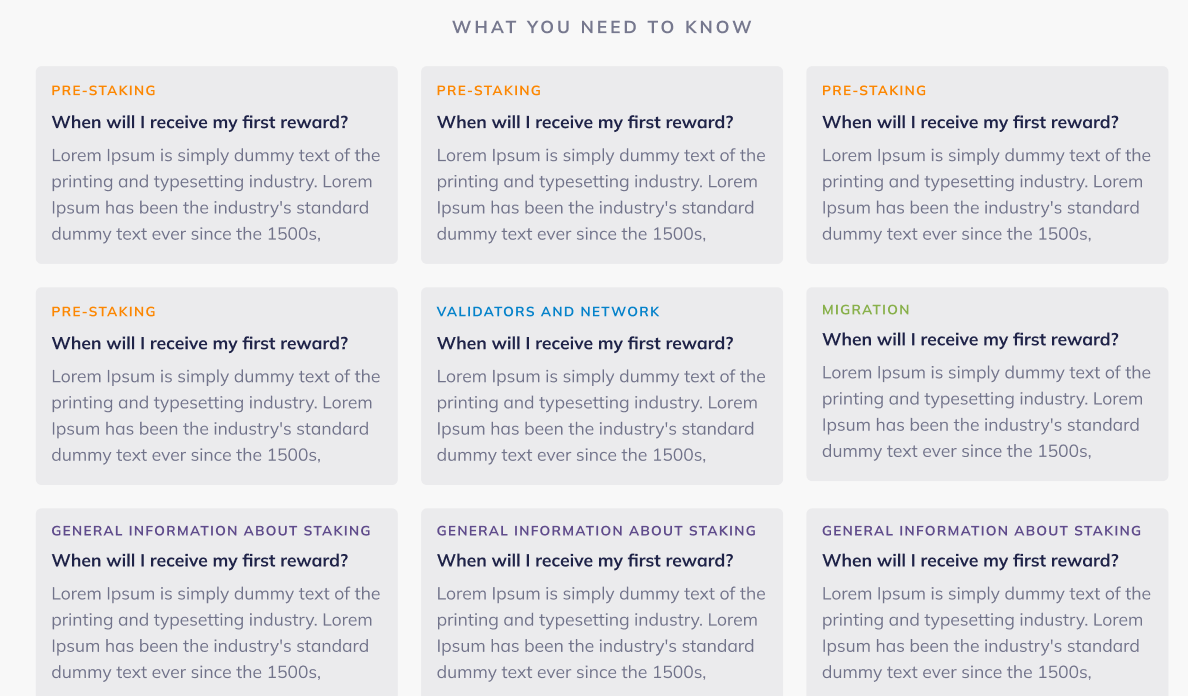 WHAT YOU NEED TO KNOW
PRE-STAKING
When will I receive my first reward?
Lorem Ipsum is simply dummy text of the
printing and typesetting industry. Lorem
Ipsum has been the industry's standard
dummy text ever since the 1500s,
PRE-STAKING
When will I receive my first reward?
Lorem Ipsum is simply dummy text of the
printing and typesetting industry. Lorem
Ipsum has been the industry's standard
dummy text ever since the 1500s,
PRE-STAKING
When will I receive my first reward?
Lorem Ipsum is simply dummy text of the
printing and typesetting industry. Lorem
Ipsum has been the industry's standard
dummy text ever since the 1500s,
PRE-STAKING
When will I receive my first reward?
Lorem Ipsum is simply dummy text of the
printing and typesetting industry. Lorem
Ipsum has been the industry's standard
dummy text ever since the 1500s,
VALIDATORS AND NETWORK
When will I receive my first reward?
Lorem Ipsum is simply dummy text of the
printing and typesetting industry. Lorem
Ipsum has been the industry's standard
dummy text ever since the 1500s,
MIGRATION
When will I receive my first reward?
Lorem Ipsum is simply dummy text of the
printing and typesetting industry. Lorem
Ipsum has been the industry's standard
dummy text ever since the 1500s,
GENERAL INFORMATION ABOUT STAKING
When will I receive my first reward?
Lorem Ipsum is simply dummy text of the
printing and typesetting industry. Lorem
Ipsum has been the industry's standard
dummy text ever since the 1500s,
GENERAL INFORMATION ABOUT STAKING
When will I receive my first reward?
Lorem Ipsum is simply dummy text of the
printing and typesetting industry. Lorem
Ipsum has been the industry's standard
dummy text ever since the 1500s,
GENERAL INFORMATION ABOUT STAKING
When will I receive my first reward?
Lorem Ipsum is simply dummy text of the
printing and typesetting industry. Lorem
Ipsum has been the industry's standard
dummy text ever since the 1500s,